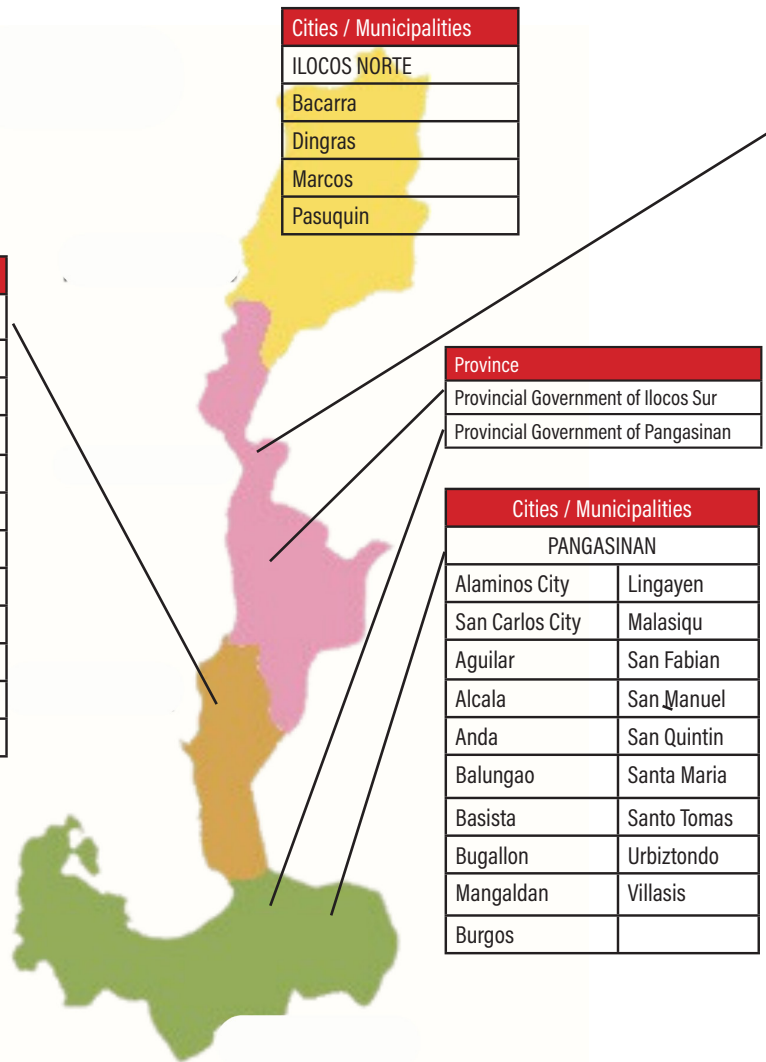 Cities / Municipalities
ILOCOS NORTE
Bacarra
Dingras
Marcos
Pasuquin
Province
Provincial Government of Ilocos Sur
Provincial Government of Pangasinan
Cities / Municipalities
PANGASINAN
Alaminos City Lingayen
San Carlos City Malasiqu
Aguilar San Fabian
Alcala San Manuel
Anda San Quintin
Balungao Santa Maria
Basista Santo Tomas
Bugallon Urbiztondo
Mangaldan Villasis
Burgos